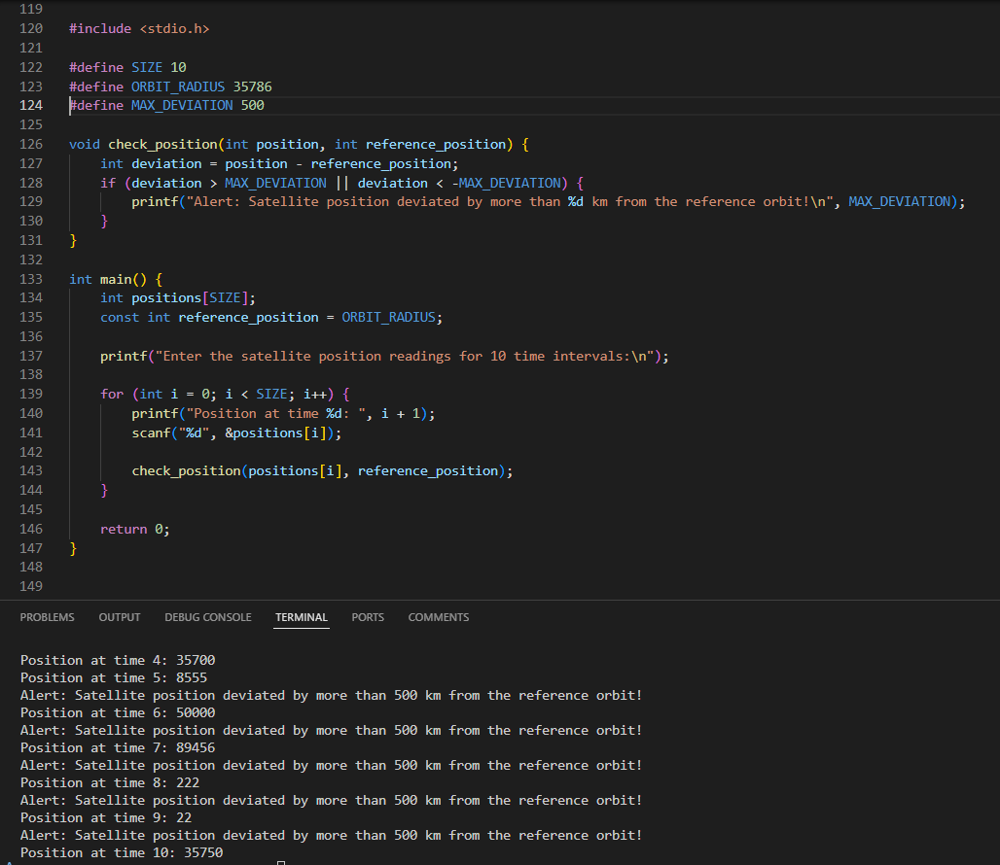 119
120 #include <stdio.h>
121
122 #define SIZE 10
123 #define ORBIT_RADIUS 35786
124 #define MAX_DEVIATION 500
125
126 void check_position(int position, int reference_position) {
127     int deviation = position - reference_position;
128     if (deviation > MAX_DEVIATION || deviation < -MAX_DEVIATION) {
129         printf("Alert: Satellite position deviated by more than %d km from the reference orbit!\n", MAX_DEVIATION);
130     }
131 }
132
133 int main() {
134     int positions[SIZE];
135     const int reference_position = ORBIT_RADIUS;
136
137     printf("Enter the satellite position readings for 10 time intervals:\n");
138
139     for (int i = 0; i < SIZE; i++) {
140         printf("Position at time %d: ", i + 1);
141         scanf("%d", &positions[i]);
142
143         check_position(positions[i], reference_position);
144     }
145
146     return 0;
147 }
148
149
PROBLEMS OUTPUT DEBUG CONSOLE TERMINAL PORTS COMMENTS
Position at time 4: 35700
Position at time 5: 8555
Alert: Satellite position deviated by more than 500 km from the reference orbit!
Position at time 6: 50000
Alert: Satellite position deviated by more than 500 km from the reference orbit!
Position at time 7: 89456
Alert: Satellite position deviated by more than 500 km from the reference orbit!
Position at time 8: 222
Alert: Satellite position deviated by more than 500 km from the reference orbit!
Position at time 9: 22
Alert: Satellite position deviated by more than 500 km from the reference orbit!
Position at time 10: 35750